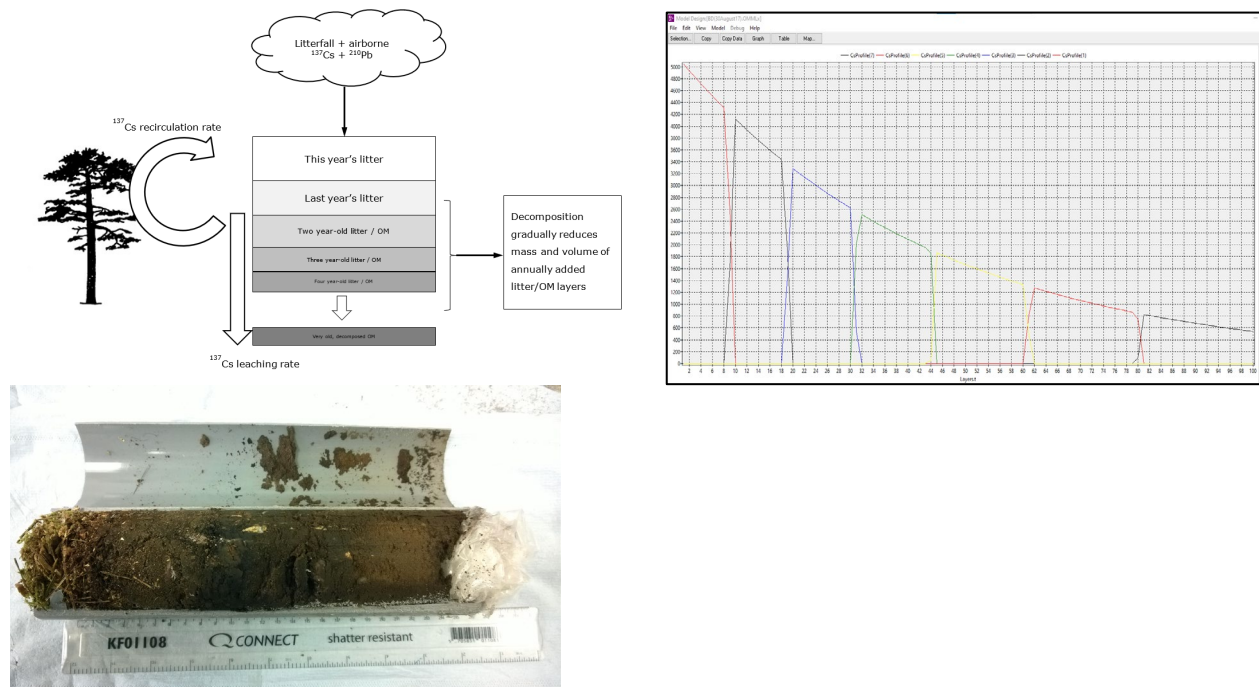 Litterfall + airborne
¹³⁷Cs + ²¹⁰Pb
¹³⁷Cs recirculation rate
This year's litter
Last year's litter
Two year-old litter / OM
Three year-old litter / OM
Four year-old litter / OM
Very old, decomposed OM
¹³⁷Cs leaching rate
Decomposition
gradually reduces
mass and volume of
annually added
litter/OM layers
File Edit View Model Debug Help
Selection... Copy Copy Data Graph Table Map...
CsProfile(7) CsProfile(6) CsProfile(5) CsProfile(4) CsProfile(3) CsProfile(2) CsProfile(1)
5000
4800
4600
4400
4200
4000
3800
3600
3400
3200
3000
2800
2600
2400
2200
2000
1800
1600
1400
1200
1000
800
600
400
200
0
2 4 6 8 10 12 14 16 18 20 22 24 26 28 30 32 34 36 38 40 42 44 46 48 50 52 54 56 58 60 62 64 66 68 70 72 74 76 78 80 82 84 86 88 90 92 94 96 98 100
KF01108 Q CONNECT shatter resistant